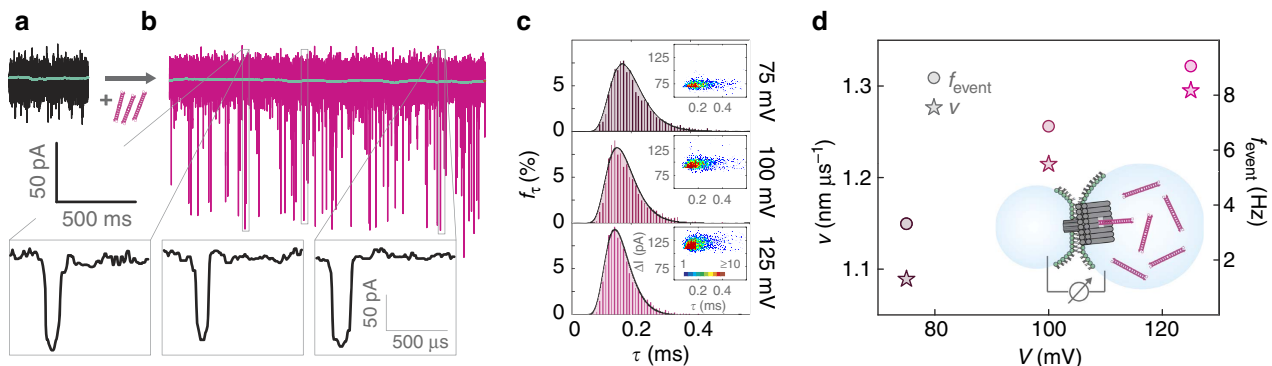 a
b
+
50 pA
500 ms
50 pA
500 μs
c
f_τ (%)
5
0
5
0
5
0
0
0.2
0.4
τ (ms)
125
75
0.2 0.4
75 mV
125
75
0.2 0.4
100 mV
ΔI (pA)
125
75
1 ≥10
0.2 0.4
τ (ms)
125 mV
d
v (nm μs⁻¹)
1.3
1.2
1.1
f_event
v
8
6
4
2
f_event (Hz)
80
100
120
V (mV)